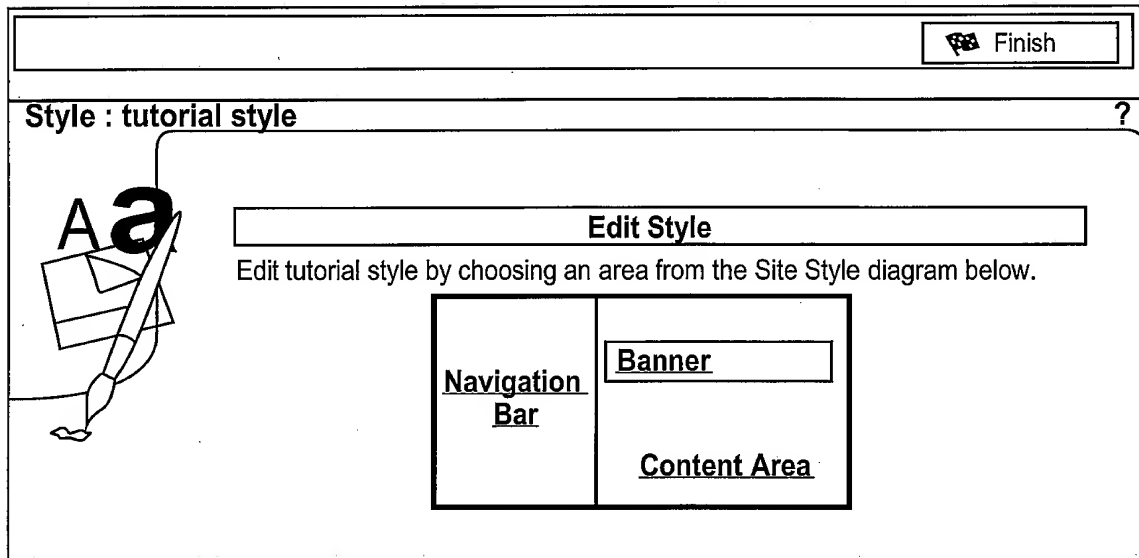 Finish
Style : tutorial style ?
A a
Edit Style
Edit tutorial style by choosing an area from the Site Style diagram below.
Banner
Navigation
Bar
Content Area